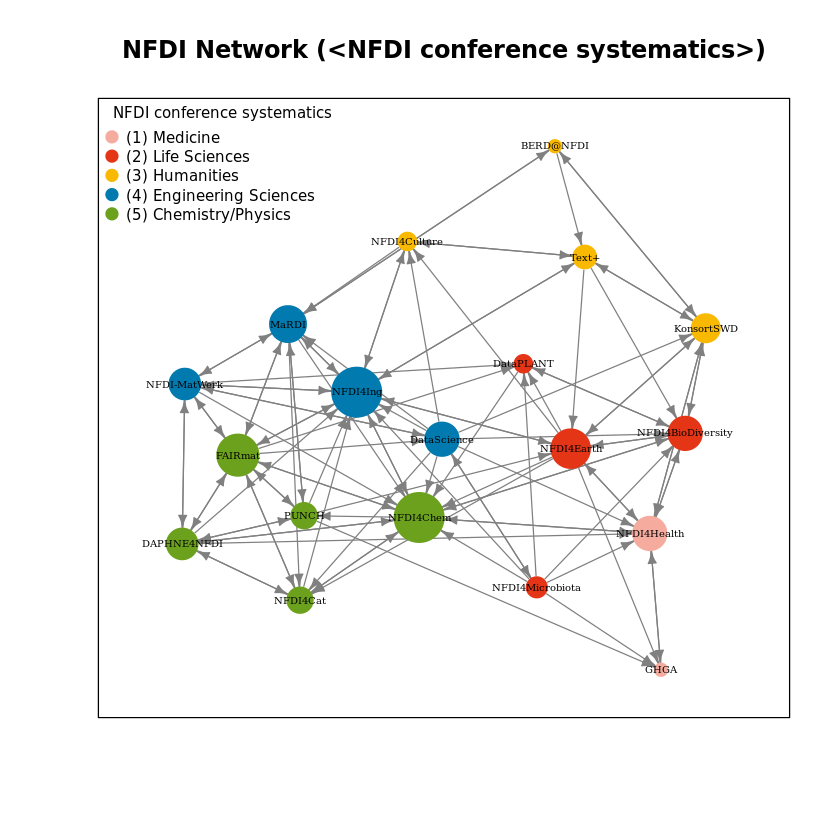 NFDI Network (<NFDI conference systematics>)
NFDI conference systematics
(1) Medicine
(2) Life Sciences
(3) Humanities
(4) Engineering Sciences
(5) Chemistry/Physics
BERD@NFDI
NFDI4Culture
Text+
MaRDI
KonsortSWD
DataPLANT
NFDI-MatWerk
NFDI4Ing
NFDI4BioDiversity
DataScience
NFDI4Earth
FAIRmat
PUNCH
NFDI4Chem
NFDI4Health
DAPHNE4NFDI
NFDI4Microbiota
NFDI4Cat
GHGA